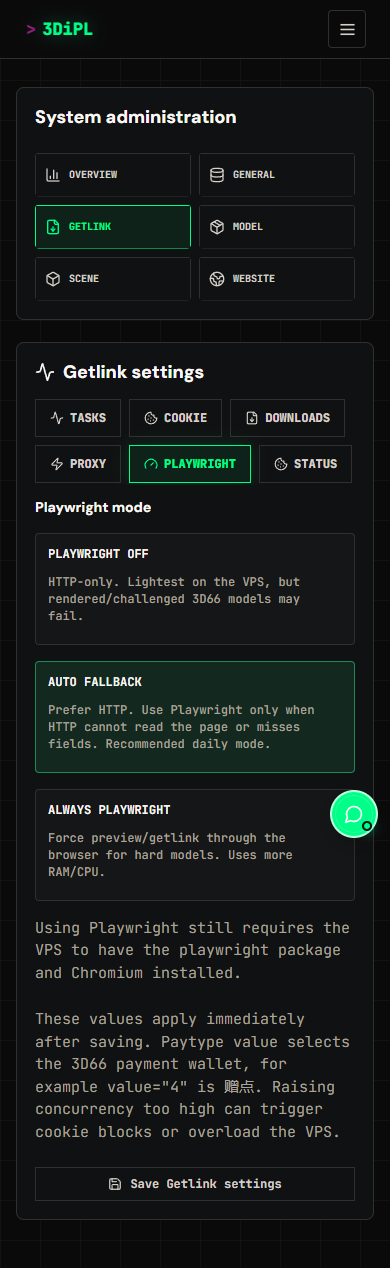 > 3DiPL
System administration
OVERVIEW
GENERAL
GETLINK
MODEL
SCENE
WEBSITE
Getlink settings
TASKS
COOKIE
DOWNLOADS
PROXY
PLAYWRIGHT
STATUS
Playwright mode
PLAYWRIGHT OFF
HTTP-only. Lightest on the VPS, but
rendered/challenged 3D66 models may
fail.
AUTO FALLBACK
Prefer HTTP. Use Playwright only when
HTTP cannot read the page or misses
fields. Recommended daily mode.
ALWAYS PLAYWRIGHT
Force preview/getlink through the
browser for hard models. Uses more
RAM/CPU.
Using Playwright still requires the
VPS to have the playwright package
and Chromium installed.
These values apply immediately
after saving. Paytype value selects
the 3D66 payment wallet, for
example value="4" is 赠点. Raising
concurrency too high can trigger
cookie blocks or overload the VPS.
Save Getlink settings